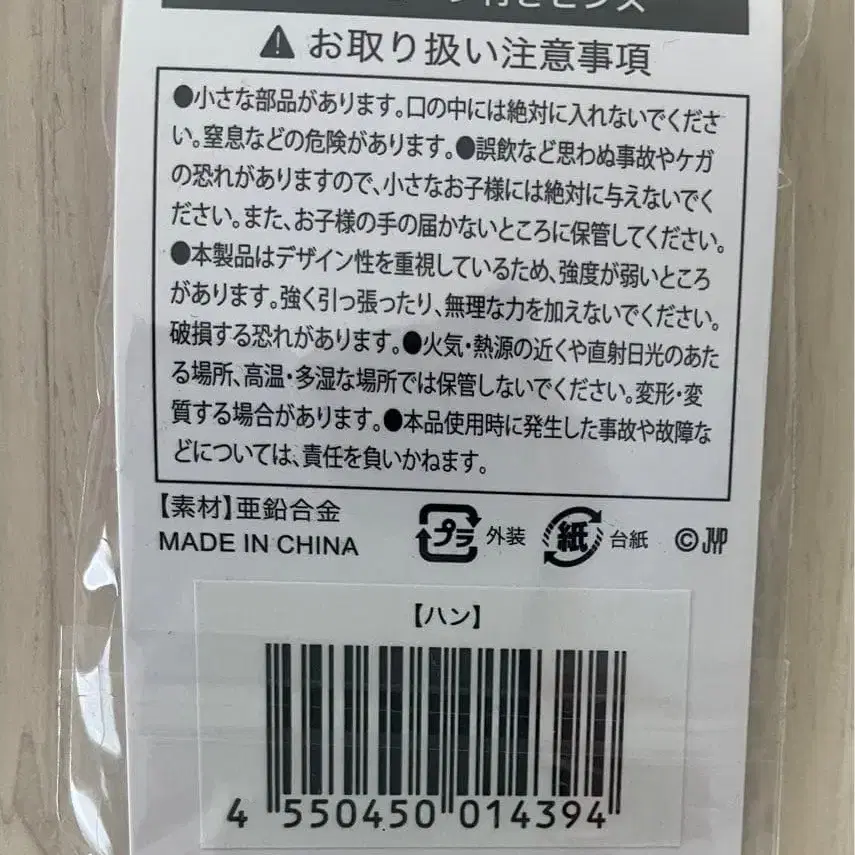 付きピンズ
お取り扱い注意事項
●小さな部品があります。口の中には絶対に入れないでくださ
い。窒息などの危険があります。●誤飲など思わぬ事故やケガ
の恐れがありますので、小さなお子様には絶対に与えないでく
ださい。また、お子様の手の届かないところに保管してください。
●本製品はデザイン性を重視しているため、強度が弱いところ
があります。強く引っ張ったり、無理な力を加えないでください。
破損する恐れがあります。●火気・熱源の近くや直射日光のあた
る場所、高温・多湿な場所では保管しないでください。変形・変
質する場合があります。●本品使用時に発生した事故や故障な
どについては、責任を負いかねます。
【素材】亜鉛合金
MADE IN CHINA
プラ 外装 紙 台紙 ©JYP
【ハン】
4 550450 014394